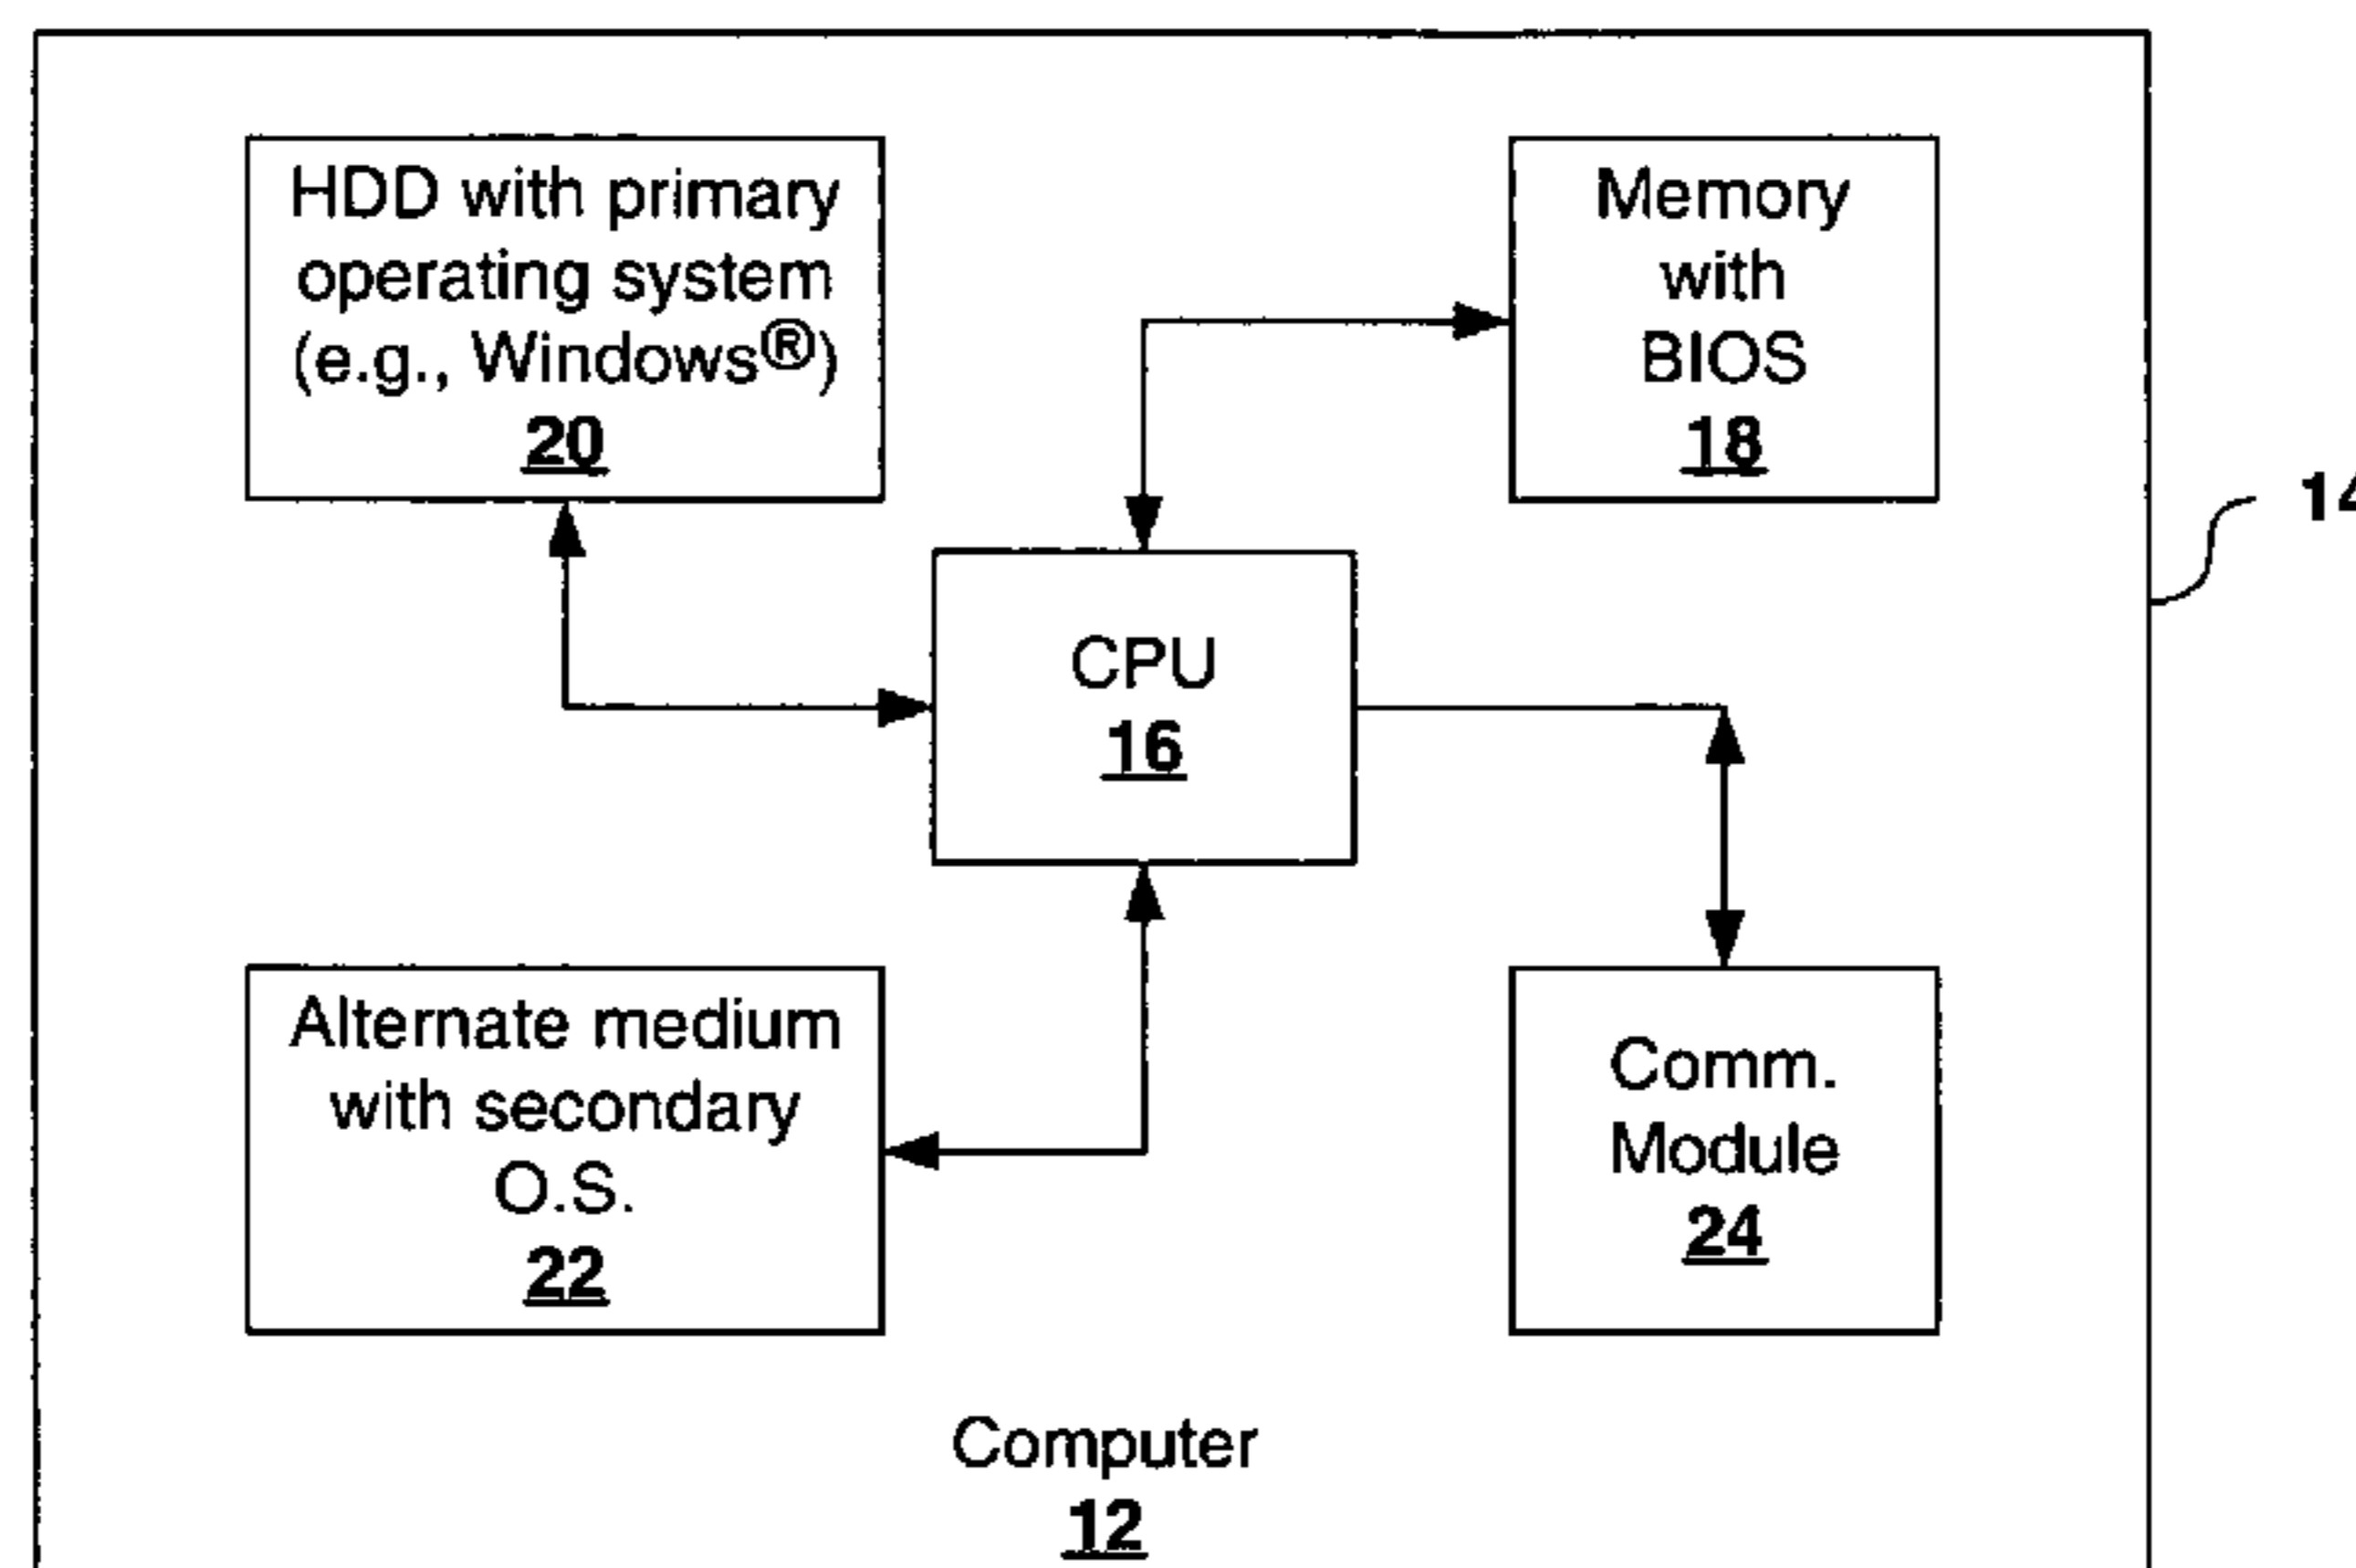 HDD with primary
operating system
(e.g., Windows®)
20
Memory
with
BIOS
18
14
CPU
16
Alternate medium
with secondary
O.S.
22
Comm.
Module
24
Computer
12